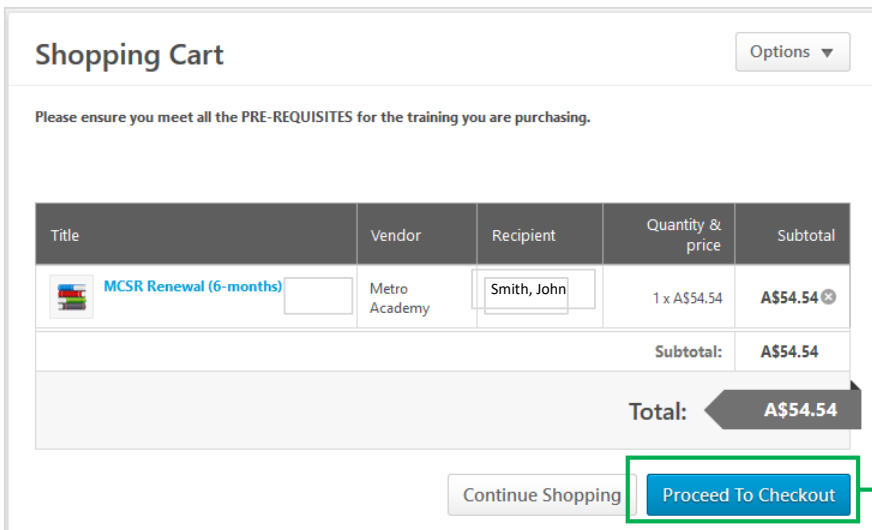 Shopping Cart
Options
Please ensure you meet all the PRE-REQUISITES for the training you are purchasing.
Title Vendor Recipient Quantity & price Subtotal
MCSR Renewal (6-months) Metro Academy Smith, John 1 x A$54.54 A$54.54
Subtotal: A$54.54
Total: A$54.54
Continue Shopping Proceed To Checkout